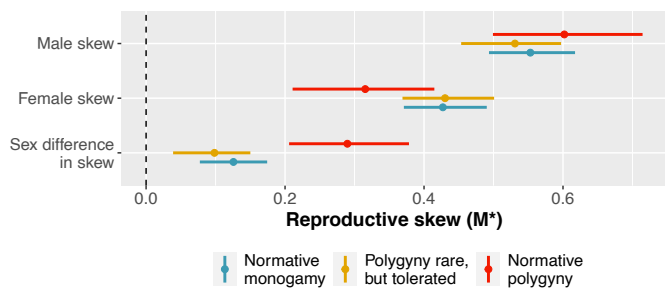 Male skew
Female skew
Sex difference
in skew
0.0 0.2 0.4 0.6
Reproductive skew (M*)
Normative
monogamy
Polygyny rare,
but tolerated
Normative
polygyny